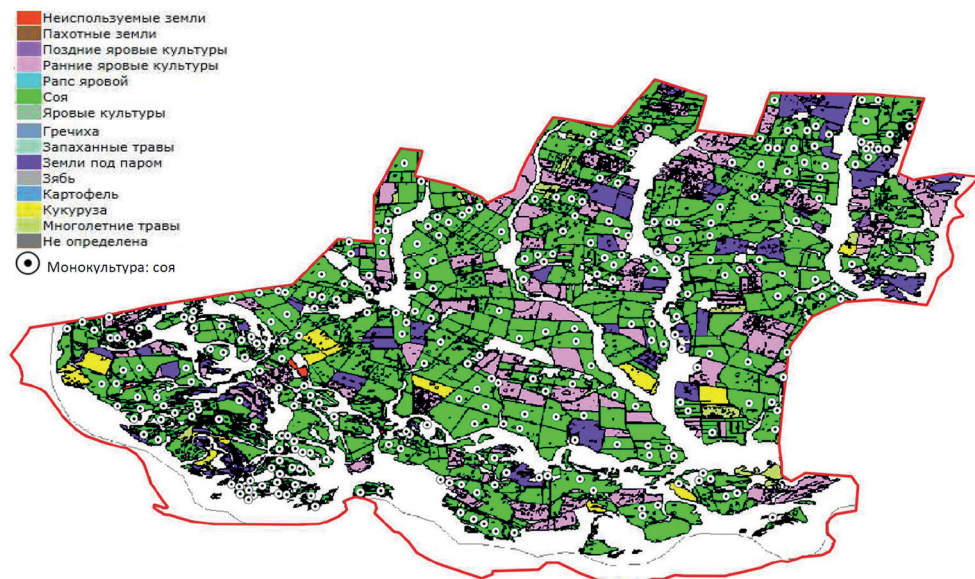 Неиспользуемые земли
Пахотные земли
Поздние яровые культуры
Ранние яровые культуры
Рапс яровой
Соя
Яровые культуры
Гречиха
Запаханные травы
Земли под паром
Зябь
Картофель
Кукуруза
Многолетние травы
Не определена
Монокультура: соя